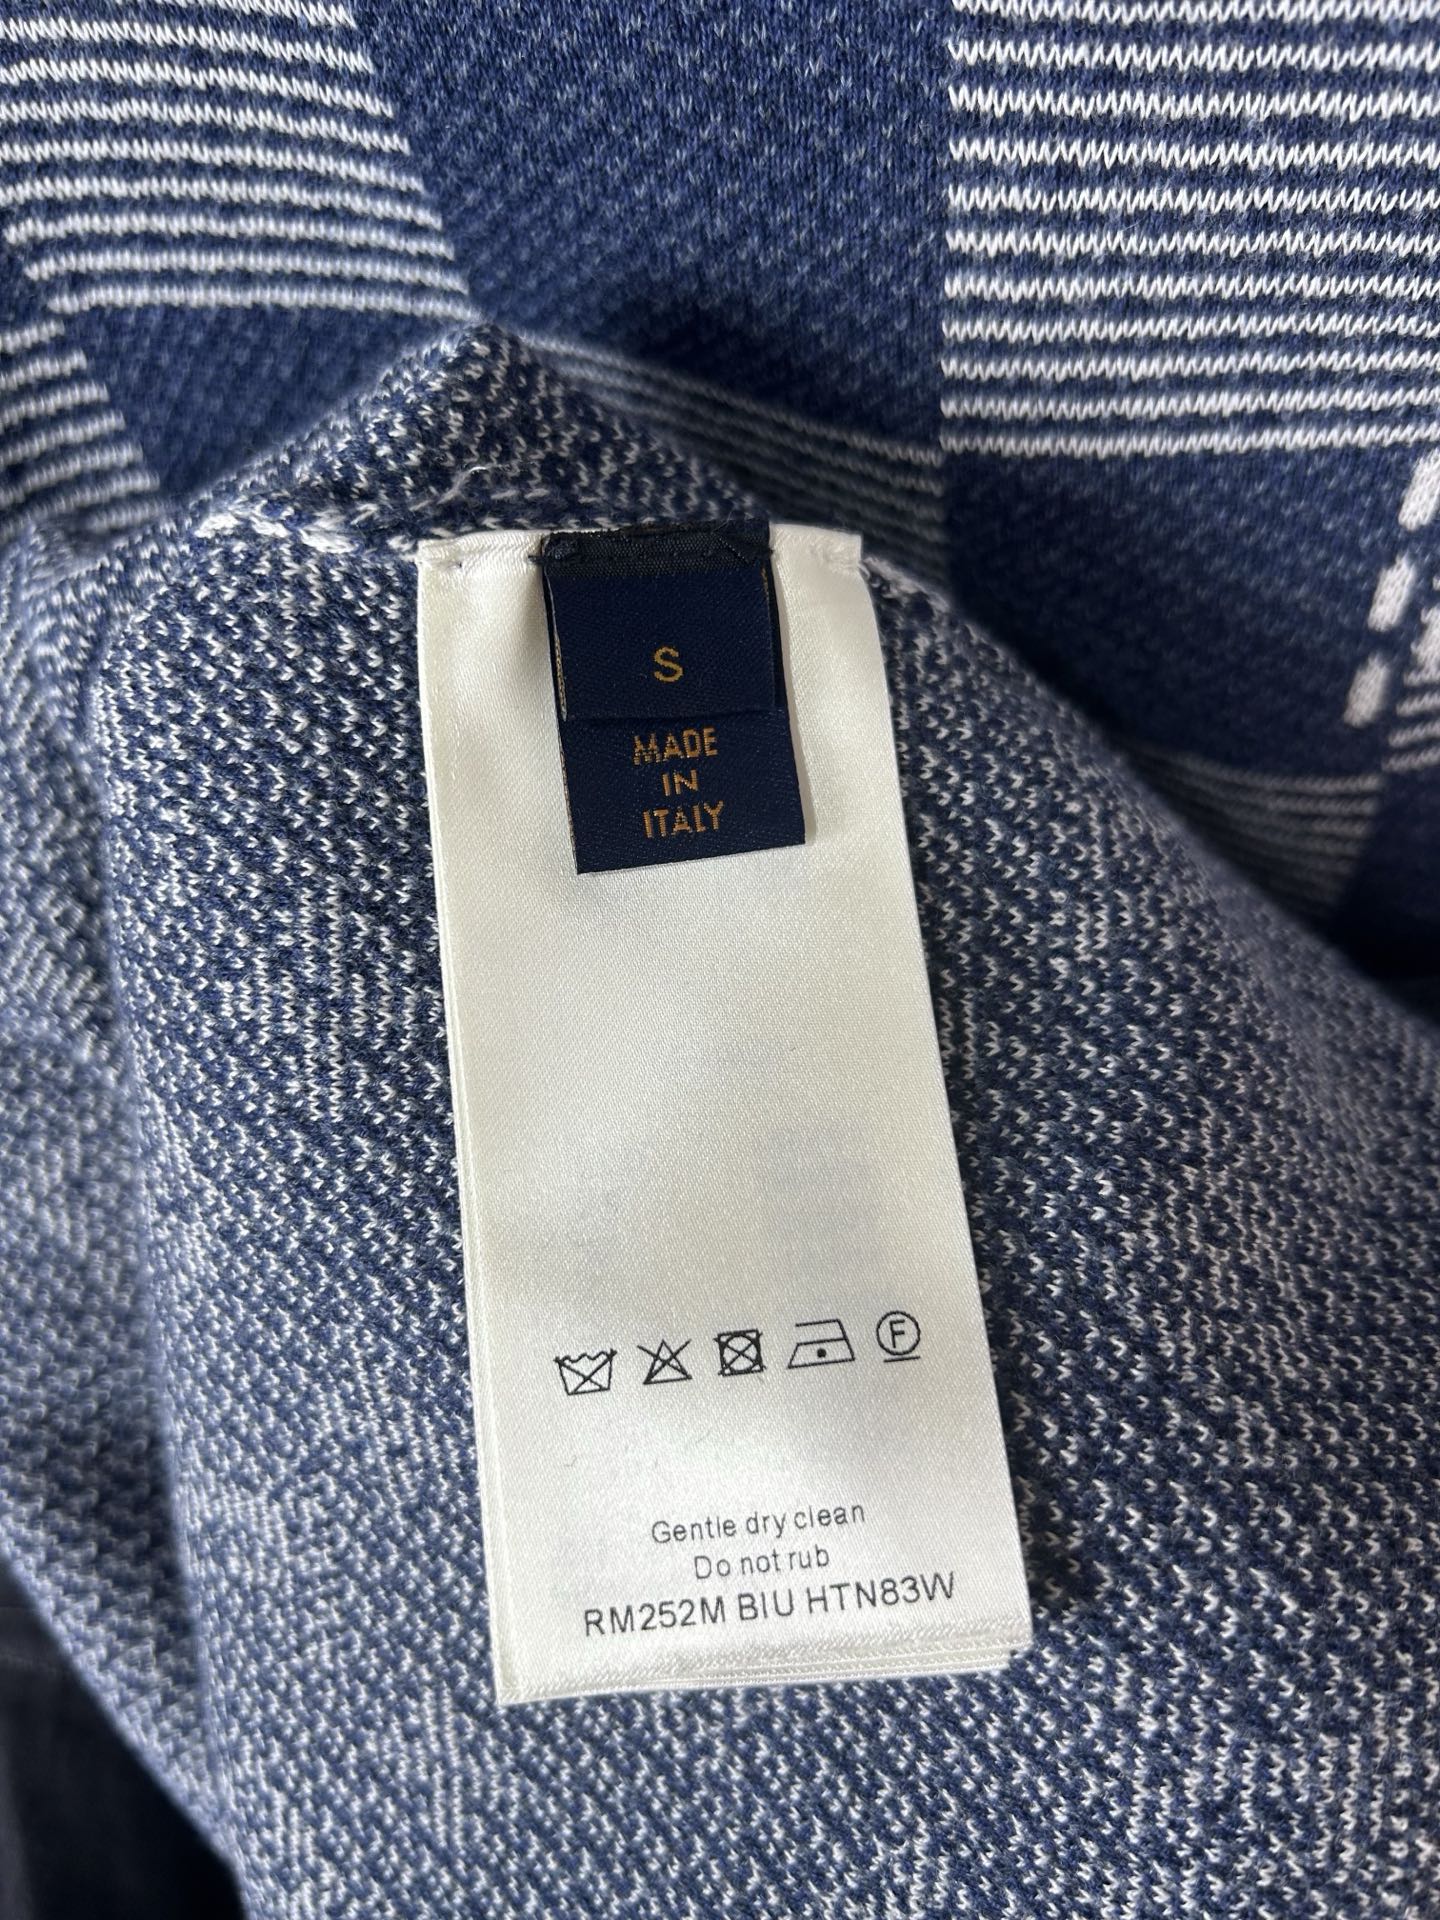 S
MADE
IN
ITALY
F
Gentle dry clean
Do not rub
RM252M BIU HTN83W